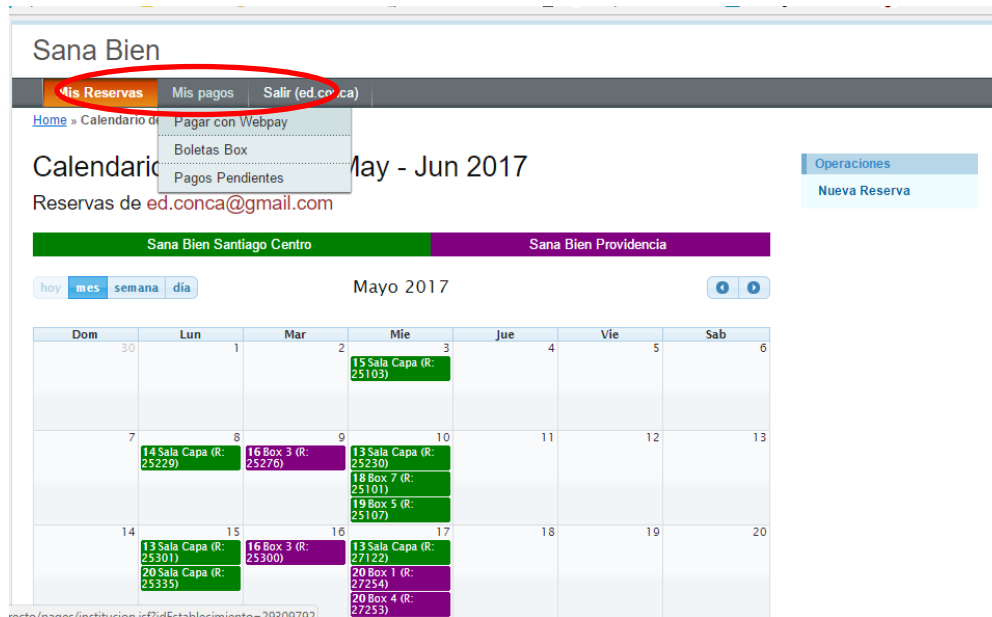 Sana Bien
Mis Reservas Mis pagos Salir (ed.conca)
Home » Calendario de
Pagar con Webpay
Boletas Box
Pagos Pendientes
Calendario May - Jun 2017
Operaciones
Nueva Reserva
Reservas de ed.conca@gmail.com
Sana Bien Santiago Centro Sana Bien Providencia
hoy mes semana día Mayo 2017
Dom Lun Mar Mie Jue Vie Sab
30 1 2 3 4 5 6
15 Sala Capa (R:
25103)
7 8 9 10 11 12 13
14 Sala Capa (R: 16 Box 3 (R: 13 Sala Capa (R:
25229) 25276) 25230)
18 Box 7 (R:
25101)
19 Box 5 (R:
25107)
14 15 16 17 18 19 20
13 Sala Capa (R: 16 Box 3 (R: 13 Sala Capa (R:
25301) 25300) 27122)
20 Sala Capa (R: 20 Box 1 (R:
25335) 27254)
20 Box 4 (R:
27253)